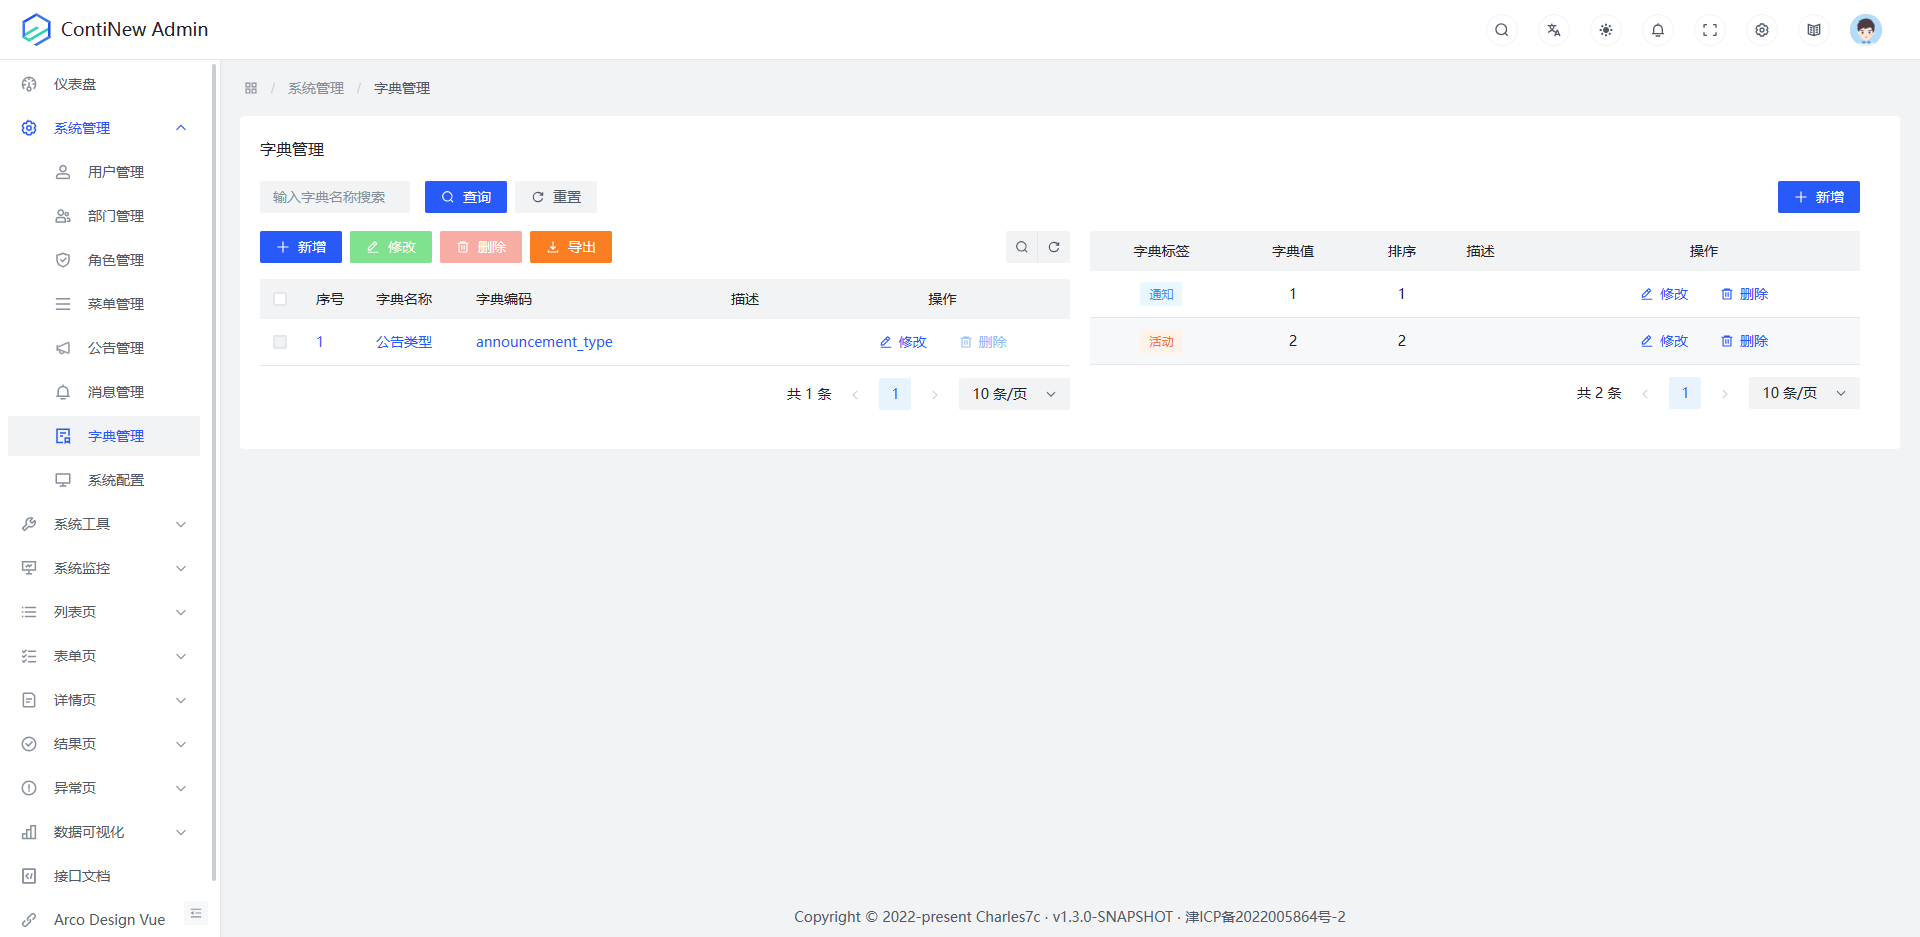 ContiNew Admin
仪表盘
系统管理
用户管理
部门管理
角色管理
菜单管理
公告管理
消息管理
字典管理
系统配置
系统工具
系统监控
列表页
表单页
详情页
结果页
异常页
数据可视化
接口文档
Arco Design Vue
/ 系统管理 / 字典管理
字典管理
输入字典名称搜索 查询 重置
新增 修改 删除 导出
序号 字典名称 字典编码 描述 操作
1 公告类型 announcement_type 修改 删除
共 1 条 1 10 条/页
新增
字典标签 字典值 排序 描述 操作
通知 1 1 修改 删除
活动 2 2 修改 删除
共 2 条 1 10 条/页
Copyright © 2022-present Charles7c · v1.3.0-SNAPSHOT · 津ICP备2022005864号-2